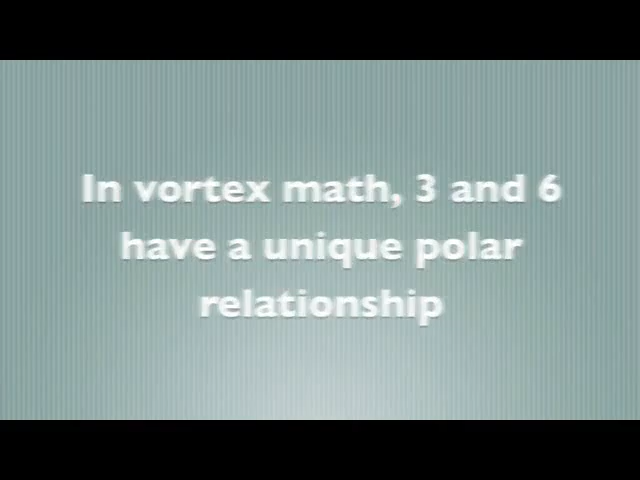 In vortex math, 3 and 6
have a unique polar
relationship